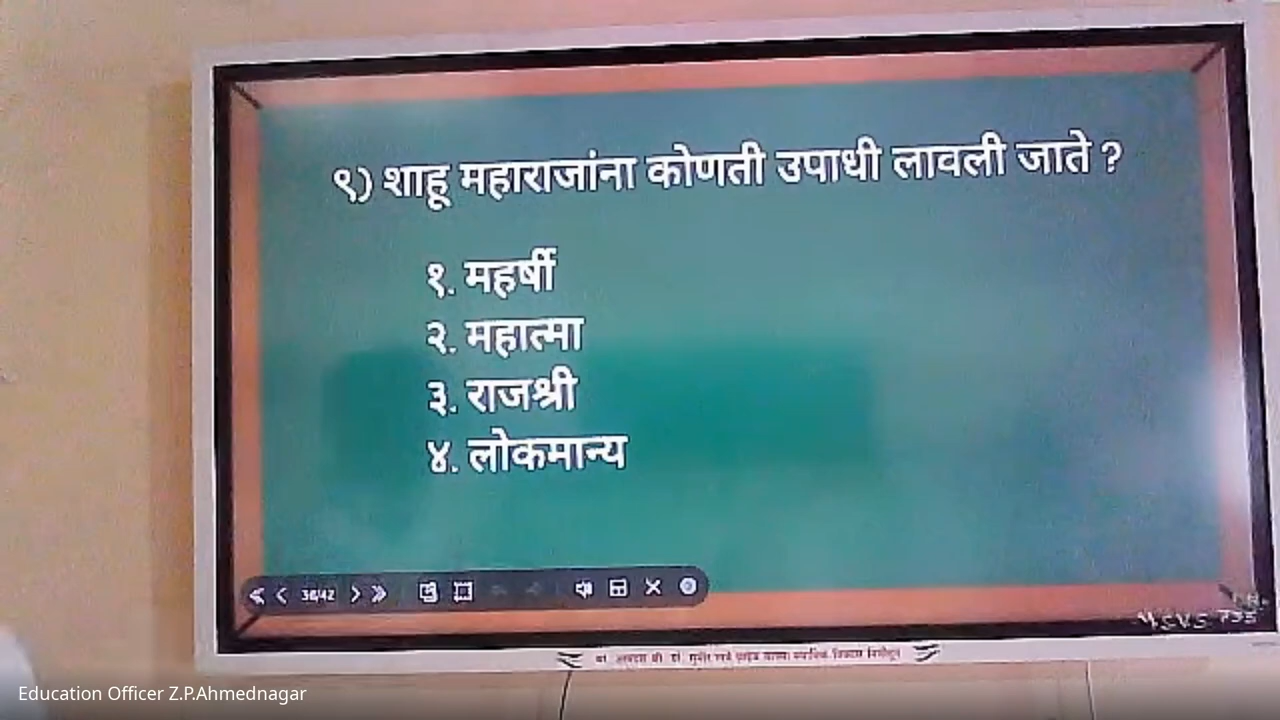 ९) शाहू महाराजांना कोणती उपाधी लावली जाते ?
१. महर्षी
२. महात्मा
३. राजश्री
४. लोकमान्य
36/42
Education Officer Z.P.Ahmednagar